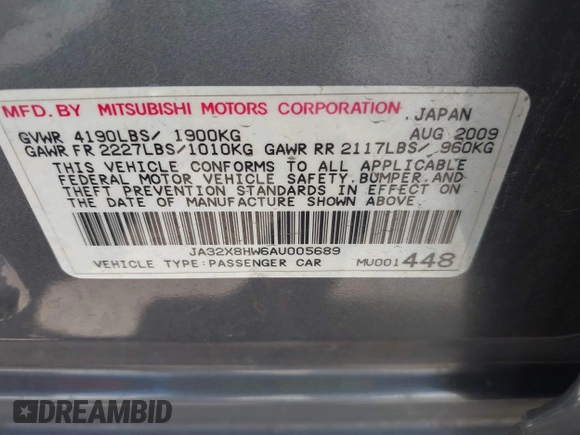 MFD.BY MITSUBISHI MOTORS CORPORATION .JAPAN
GVWR 4190LBS/ 1900KG AUG 2009
GAWR FR 2227LBS/1010KG GAWR RR 2117LBS/ 960KG
THIS VEHICLE CONFORMS TO ALL APPLICABLE
FEDERAL MOTOR VEHICLE SAFETY,BUMPER,AND
THEFT PREVENTION STANDARDS IN EFFECT ON
THE DATE OF MANUFACTURE SHOWN ABOVE.
JA32X8HW6AU005689
VEHICLE TYPE:PASSENGER CAR MU001448
DREAMBID